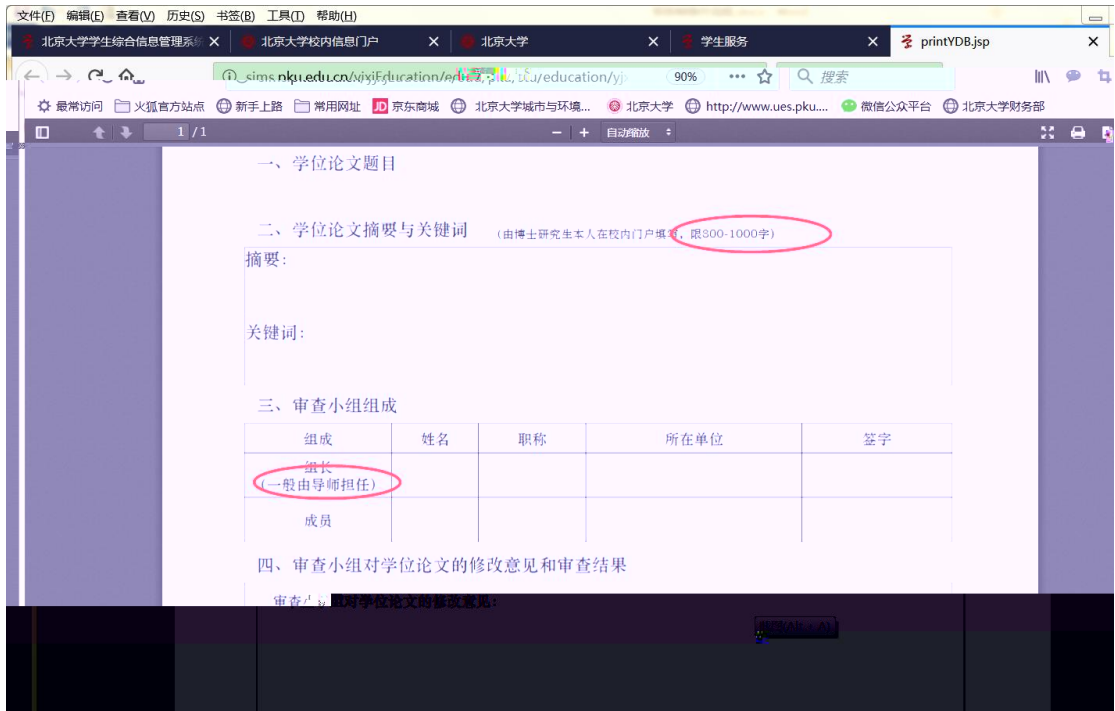 文件(F) 编辑(E) 查看(V) 历史(S) 书签(B) 工具(T) 帮助(H)
北京大学学生综合信息管理系统 × 北京大学校内信息门户 × 北京大学 × 学生服务 × printYDB.jsp ×
90% ··· 搜索
最常访问 火狐官方站点 新手上路 常用网址 JD 京东商城 北京大学城市与环境... 北京大学 http://www.ues.pku.... 微信公众平台 北京大学财务部
1 / 1 − + 自动缩放
一、学位论文题目
二、学位论文摘要与关键词 (由博士研究生本人在校内门户填写，限800-1000字)
摘要:
关键词:
三、审查小组组成
组成 姓名 职称 所在单位 签字
组长
(一般由导师担任)
成员
四、审查小组对学位论文的修改意见和审查结果
审查小组对学位论文的修改意见: